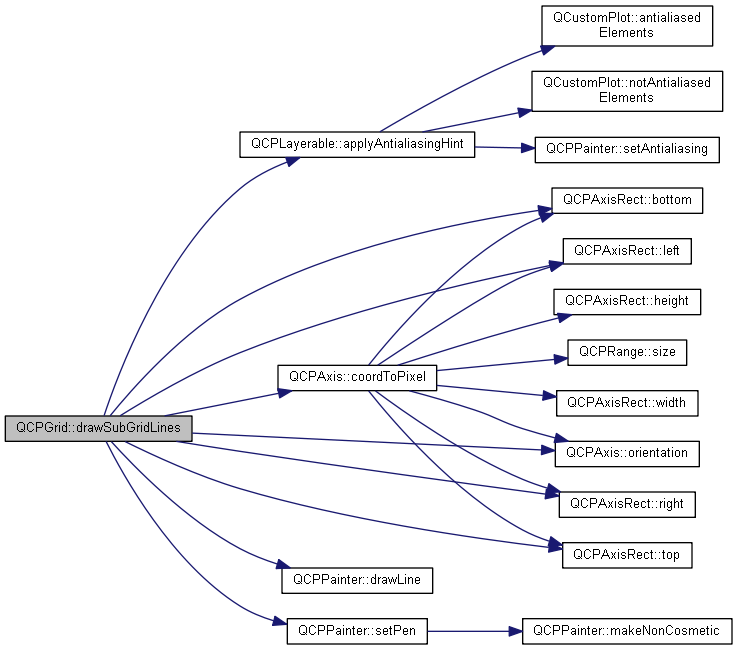 QCustomPlot::antialiased
Elements
QCustomPlot::notAntialiased
Elements
QCPLayerable::applyAntialiasingHint
QCPPainter::setAntialiasing
QCPAxisRect::bottom
QCPAxisRect::left
QCPAxisRect::height
QCPRange::size
QCPAxis::coordToPixel
QCPAxisRect::width
QCPGrid::drawSubGridLines
QCPAxis::orientation
QCPAxisRect::right
QCPAxisRect::top
QCPPainter::drawLine
QCPPainter::setPen
QCPPainter::makeNonCosmetic